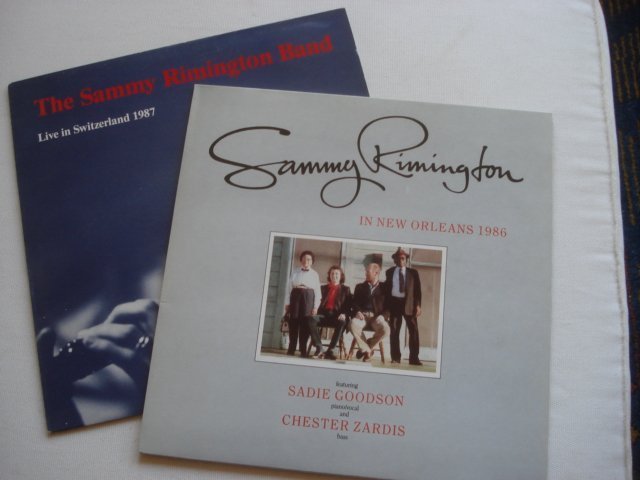 The Sammy Rimington Band
Live in Switzerland 1987
Sammy Rimington
IN NEW ORLEANS 1986
featuring
SADIE GOODSON
piano/vocal
and
CHESTER ZARDIS
bass